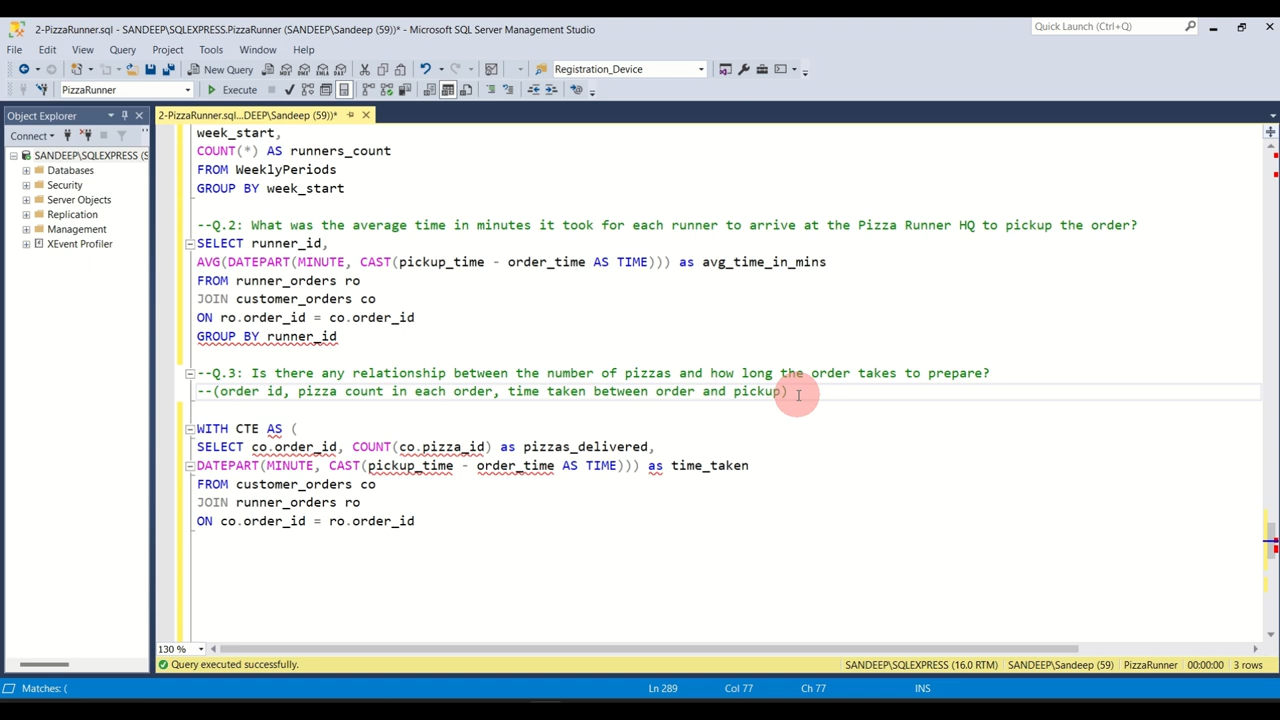 2-PizzaRunner.sql - SANDEEP\SQLEXPRESS.PizzaRunner (SANDEEP\Sandeep (59))* - Microsoft SQL Server Management Studio
Quick Launch (Ctrl+Q)
File Edit View Query Project Tools Window Help
New Query MDX DMX XMLA DAX Registration_Device
PizzaRunner Execute
Object Explorer
2-PizzaRunner.sql...DEEP\Sandeep (59))*
Connect
SANDEEP\SQLEXPRESS (S
Databases
Security
Server Objects
Replication
Management
XEvent Profiler
week_start,
COUNT(*) AS runners_count
FROM WeeklyPeriods
GROUP BY week_start
--Q.2: What was the average time in minutes it took for each runner to arrive at the Pizza Runner HQ to pickup the order?
SELECT runner_id,
AVG(DATEPART(MINUTE, CAST(pickup_time - order_time AS TIME))) as avg_time_in_mins
FROM runner_orders ro
JOIN customer_orders co
ON ro.order_id = co.order_id
GROUP BY runner_id
--Q.3: Is there any relationship between the number of pizzas and how long the order takes to prepare?
--(order id, pizza count in each order, time taken between order and pickup)
WITH CTE AS (
SELECT co.order_id, COUNT(co.pizza_id) as pizzas_delivered,
DATEPART(MINUTE, CAST(pickup_time - order_time AS TIME))) as time_taken
FROM customer_orders co
JOIN runner_orders ro
ON co.order_id = ro.order_id
130 %
Query executed successfully.
SANDEEP\SQLEXPRESS (16.0 RTM) SANDEEP\Sandeep (59) PizzaRunner 00:00:00 3 rows
Matches: ( Ln 289 Col 77 Ch 77 INS